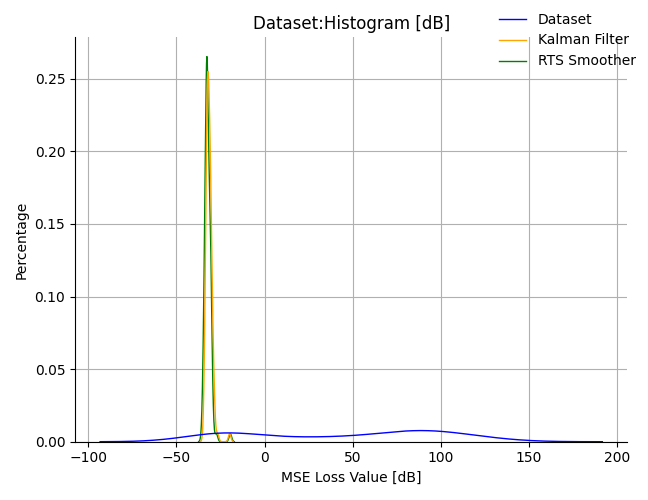 Dataset:Histogram [dB]
Dataset
Kalman Filter
RTS Smoother
Percentage
0.25
0.20
0.15
0.10
0.05
0.00
−100 −50 0 50 100 150 200
MSE Loss Value [dB]